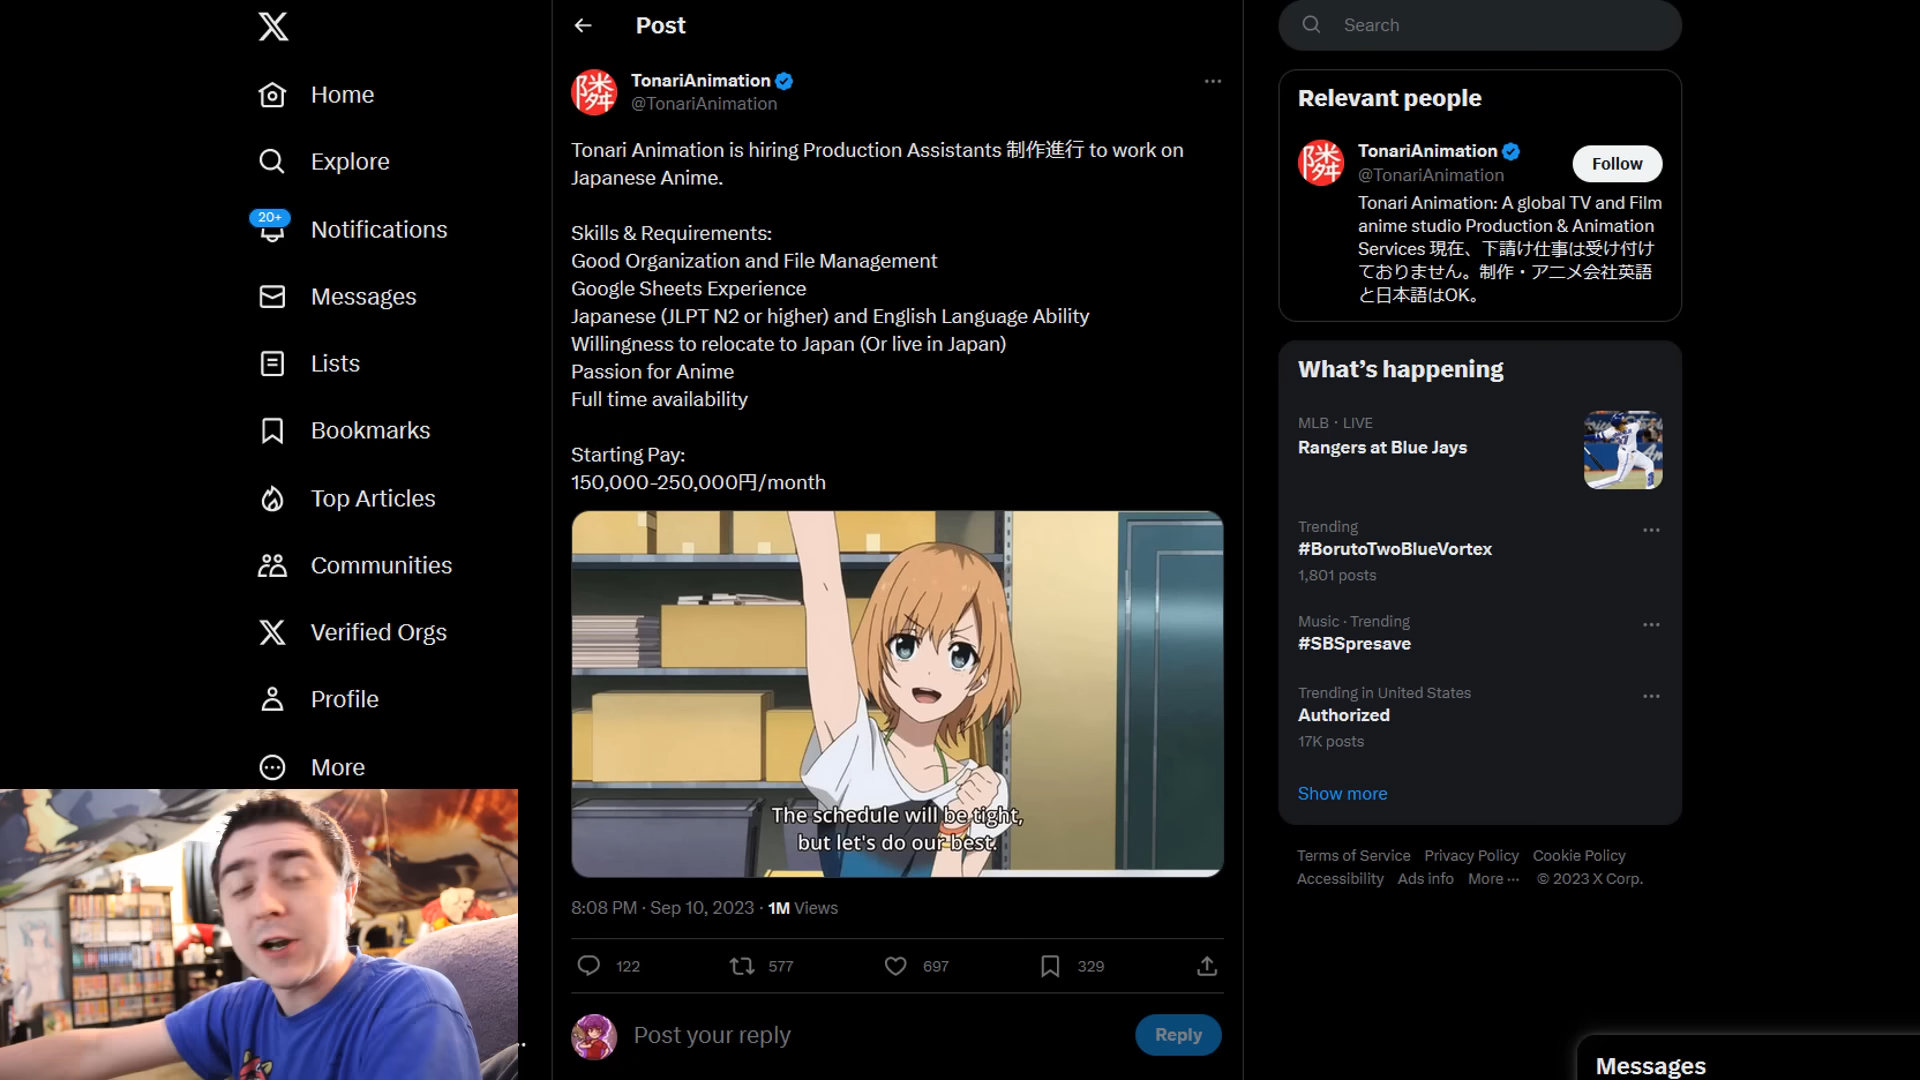 Home
Explore
20+
Notifications
Messages
Lists
Bookmarks
Top Articles
Communities
Verified Orgs
Profile
More
Post
隣
TonariAnimation
@TonariAnimation
Tonari Animation is hiring Production Assistants 制作進行 to work on
Japanese Anime.
Skills & Requirements:
Good Organization and File Management
Google Sheets Experience
Japanese (JLPT N2 or higher) and English Language Ability
Willingness to relocate to Japan (Or live in Japan)
Passion for Anime
Full time availability
Starting Pay:
150,000-250,000円/month
The schedule will be tight,
but let's do our best.
8:08 PM · Sep 10, 2023 · 1M Views
122
577
697
329
Post your reply
Reply
Search
Relevant people
隣
TonariAnimation
@TonariAnimation
Follow
Tonari Animation: A global TV and Film
anime studio Production & Animation
Services 現在、下請け仕事は受け付け
ておりません。制作・アニメ会社英語
と日本語はOK。
What's happening
MLB · LIVE
Rangers at Blue Jays
Trending
#BorutoTwoBlueVortex
1,801 posts
Music · Trending
#SBSpresave
Trending in United States
Authorized
17K posts
Show more
Terms of Service Privacy Policy Cookie Policy
Accessibility Ads info More ··· © 2023 X Corp.
Messages